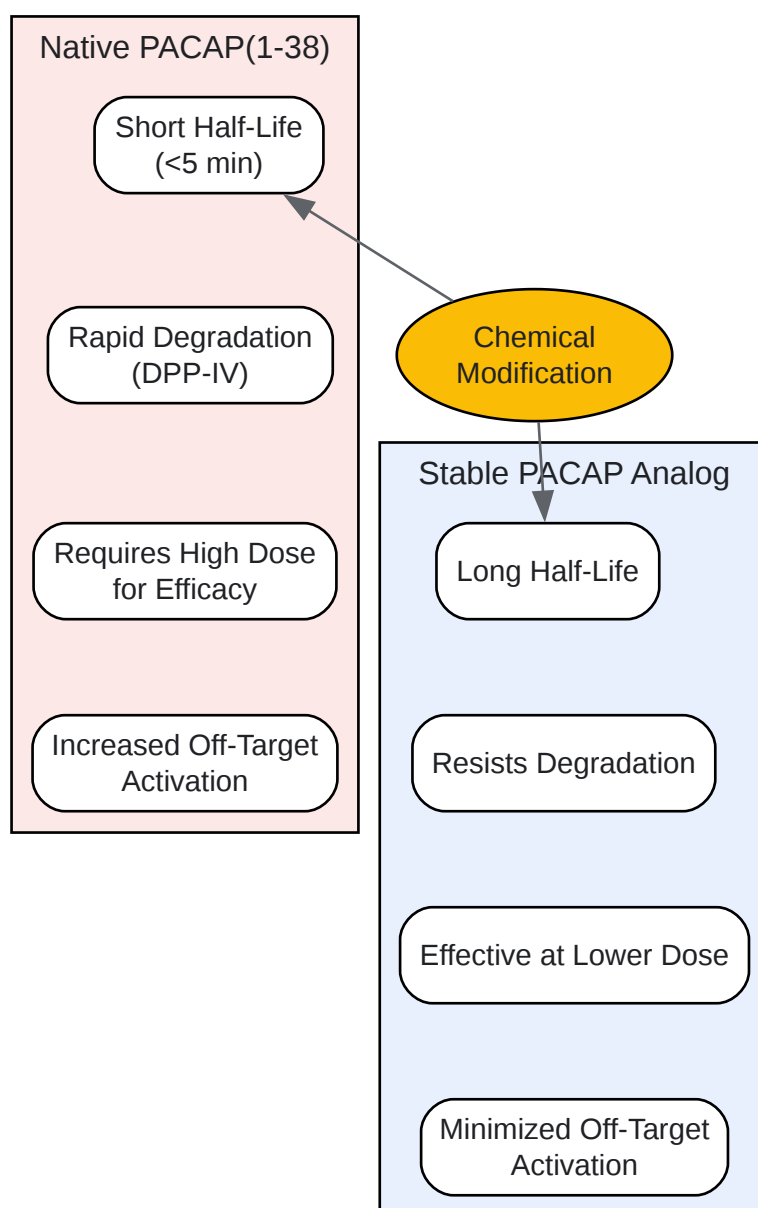 Native PACAP(1-38)
Short Half-Life
(<5 min)
Rapid Degradation
(DPP-IV)
Requires High Dose
for Efficacy
Increased Off-Target
Activation
Chemical
Modification
Stable PACAP Analog
Long Half-Life
Resists Degradation
Effective at Lower Dose
Minimized Off-Target
Activation